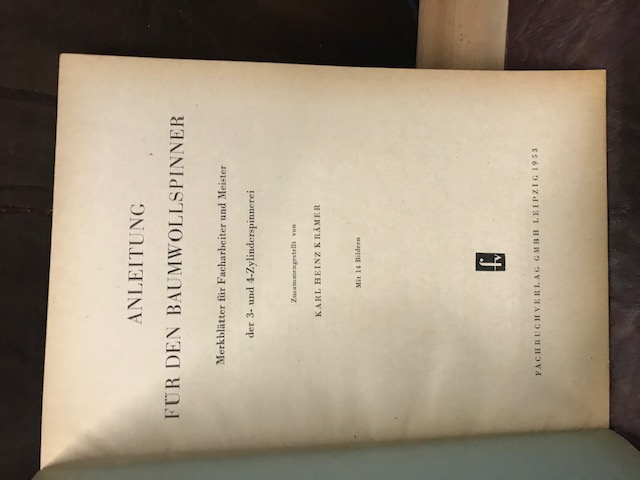 ANLEITUNG
FÜR DEN BAUMWOLLSPINNER
Merkblätter für Facharbeiter und Meister
der 3- und 4-Zylinderspinnerei
Zusammengestellt von
KARL HEINZ KRÄMER
Mit 14 Bildern
fv
FACHBUCHVERLAG GMBH LEIPZIG 1953